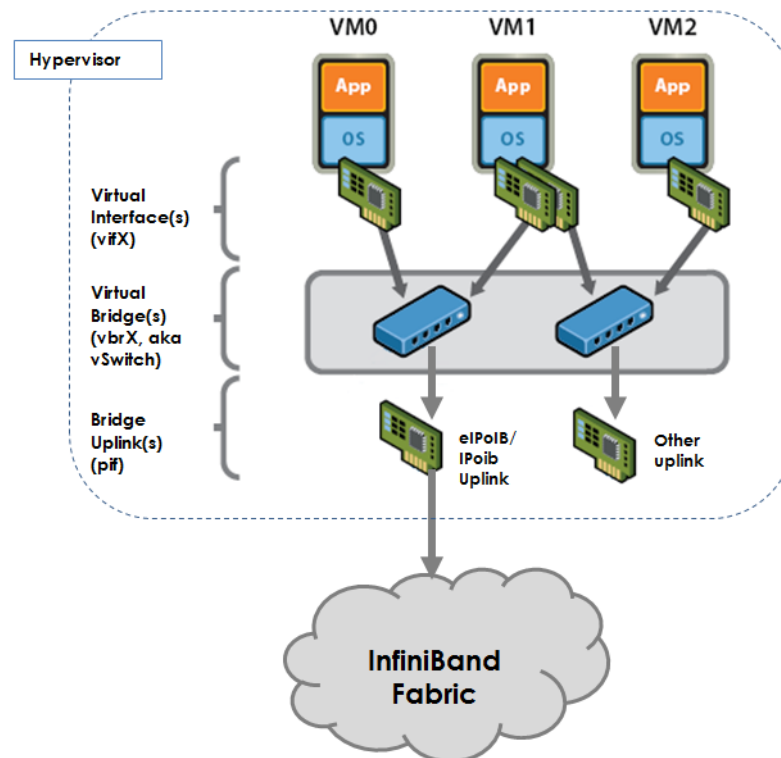 VM0
VM1
VM2
Hypervisor
App
App
App
OS
OS
OS
Virtual
Interface(s)
(vifX)
Virtual
Bridge(s)
(vbrX, aka
vSwitch)
Bridge
Uplink(s)
(pif)
eIPoIB/
IPoib
Uplink
Other
uplink
InfiniBand
Fabric